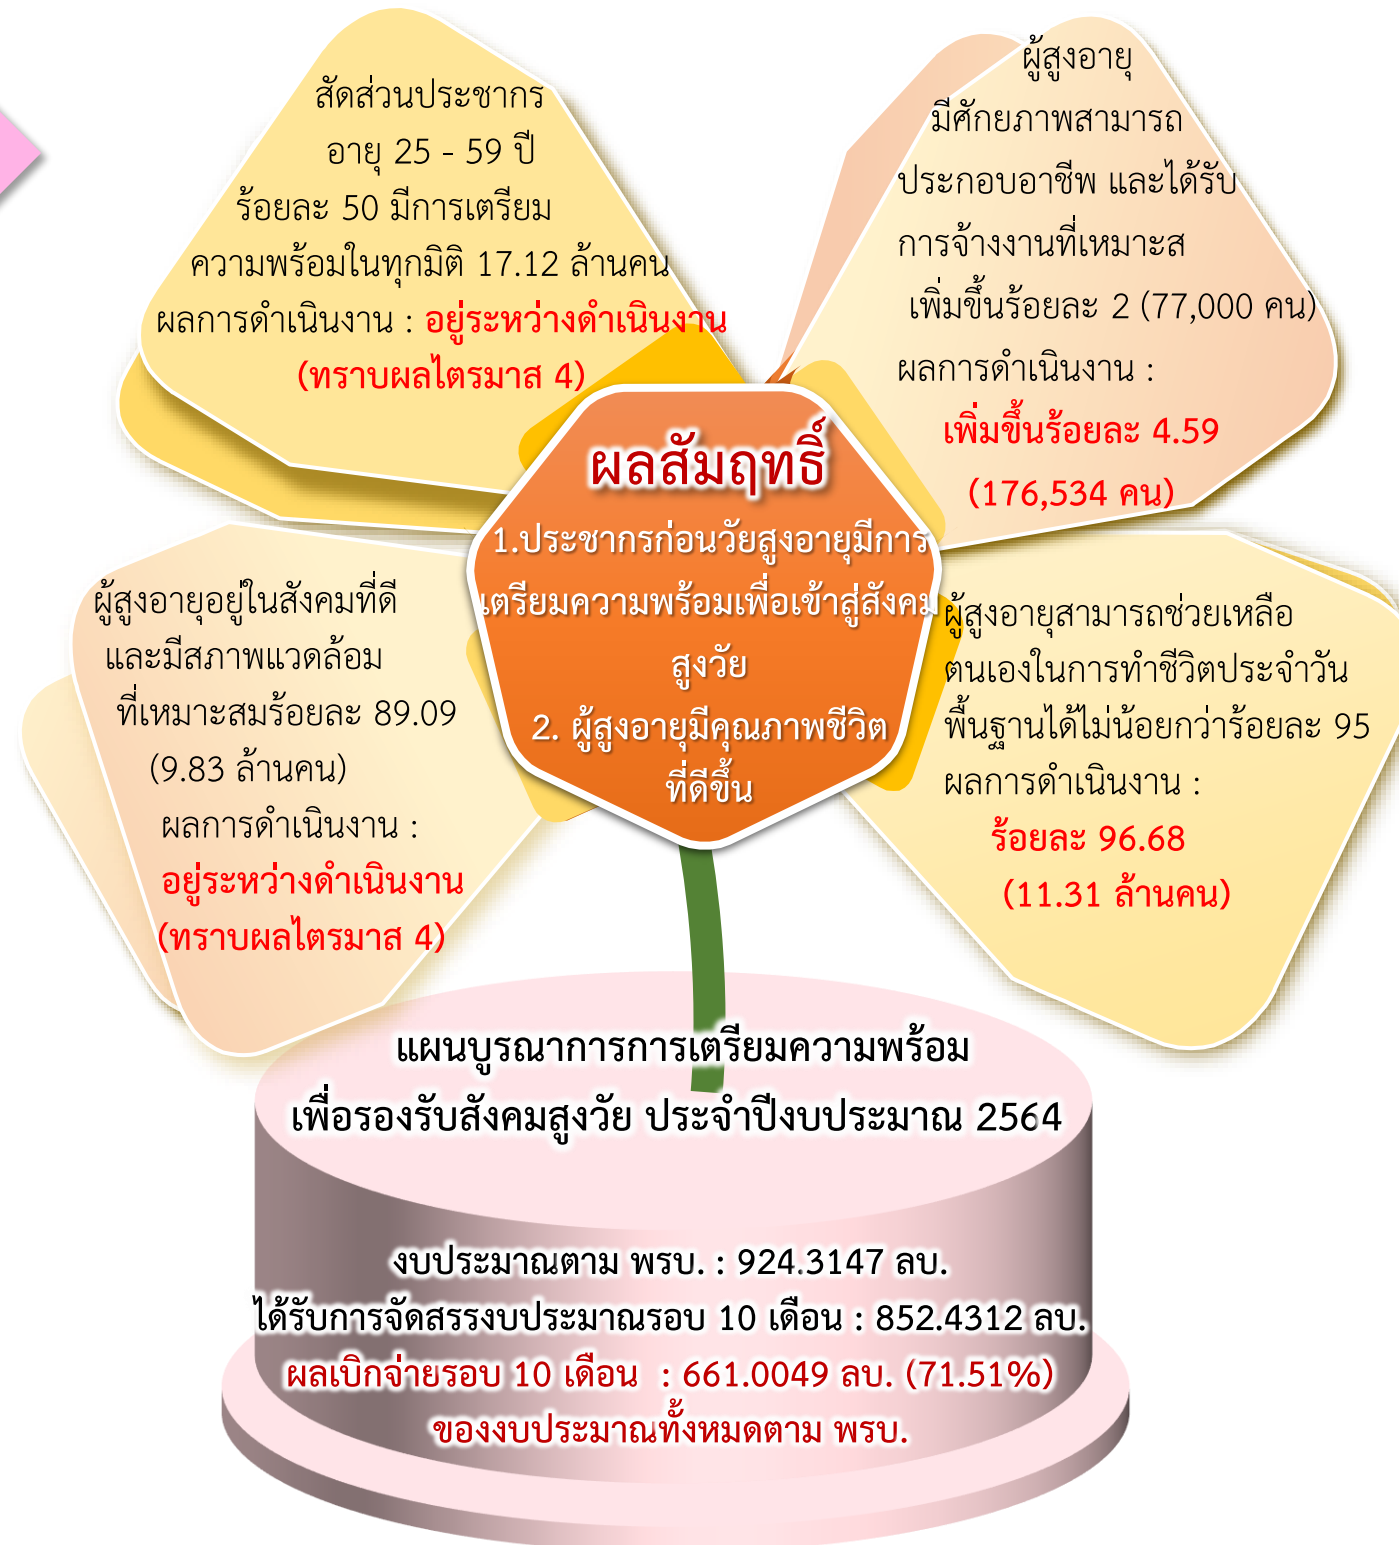 สัดส่วนประชากร
อายุ 25 - 59 ปี
ร้อยละ 50 มีการเตรียม
ความพร้อมในทุกมิติ 17.12 ล้านคน
ผลการดำเนินงาน : อยู่ระหว่างดำเนินงาน
(ทราบผลไตรมาส 4)
ผู้สูงอายุ
มีศักยภาพสามารถ
ประกอบอาชีพ และได้รับ
การจ้างงานที่เหมาะส
เพิ่มขึ้นร้อยละ 2 (77,000 คน)
ผลการดำเนินงาน :
เพิ่มขึ้นร้อยละ 4.59
(176,534 คน)
ผลสัมฤทธิ์
1.ประชากรก่อนวัยสูงอายุมีการ
เตรียมความพร้อมเพื่อเข้าสู่สังคม
สูงวัย
2. ผู้สูงอายุมีคุณภาพชีวิต
ที่ดีขึ้น
ผู้สูงอายุอยู่ในสังคมที่ดี
และมีสภาพแวดล้อม
ที่เหมาะสมร้อยละ 89.09
(9.83 ล้านคน)
ผลการดำเนินงาน :
อยู่ระหว่างดำเนินงาน
(ทราบผลไตรมาส 4)
ผู้สูงอายุสามารถช่วยเหลือ
ตนเองในการทำชีวิตประจำวัน
พื้นฐานได้ไม่น้อยกว่าร้อยละ 95
ผลการดำเนินงาน :
ร้อยละ 96.68
(11.31 ล้านคน)
แผนบูรณาการการเตรียมความพร้อม
เพื่อรองรับสังคมสูงวัย ประจำปีงบประมาณ 2564
งบประมาณตาม พรบ. : 924.3147 ลบ.
ได้รับการจัดสรรงบประมาณรอบ 10 เดือน : 852.4312 ลบ.
ผลเบิกจ่ายรอบ 10 เดือน : 661.0049 ลบ. (71.51%)
ของงบประมาณทั้งหมดตาม พรบ.